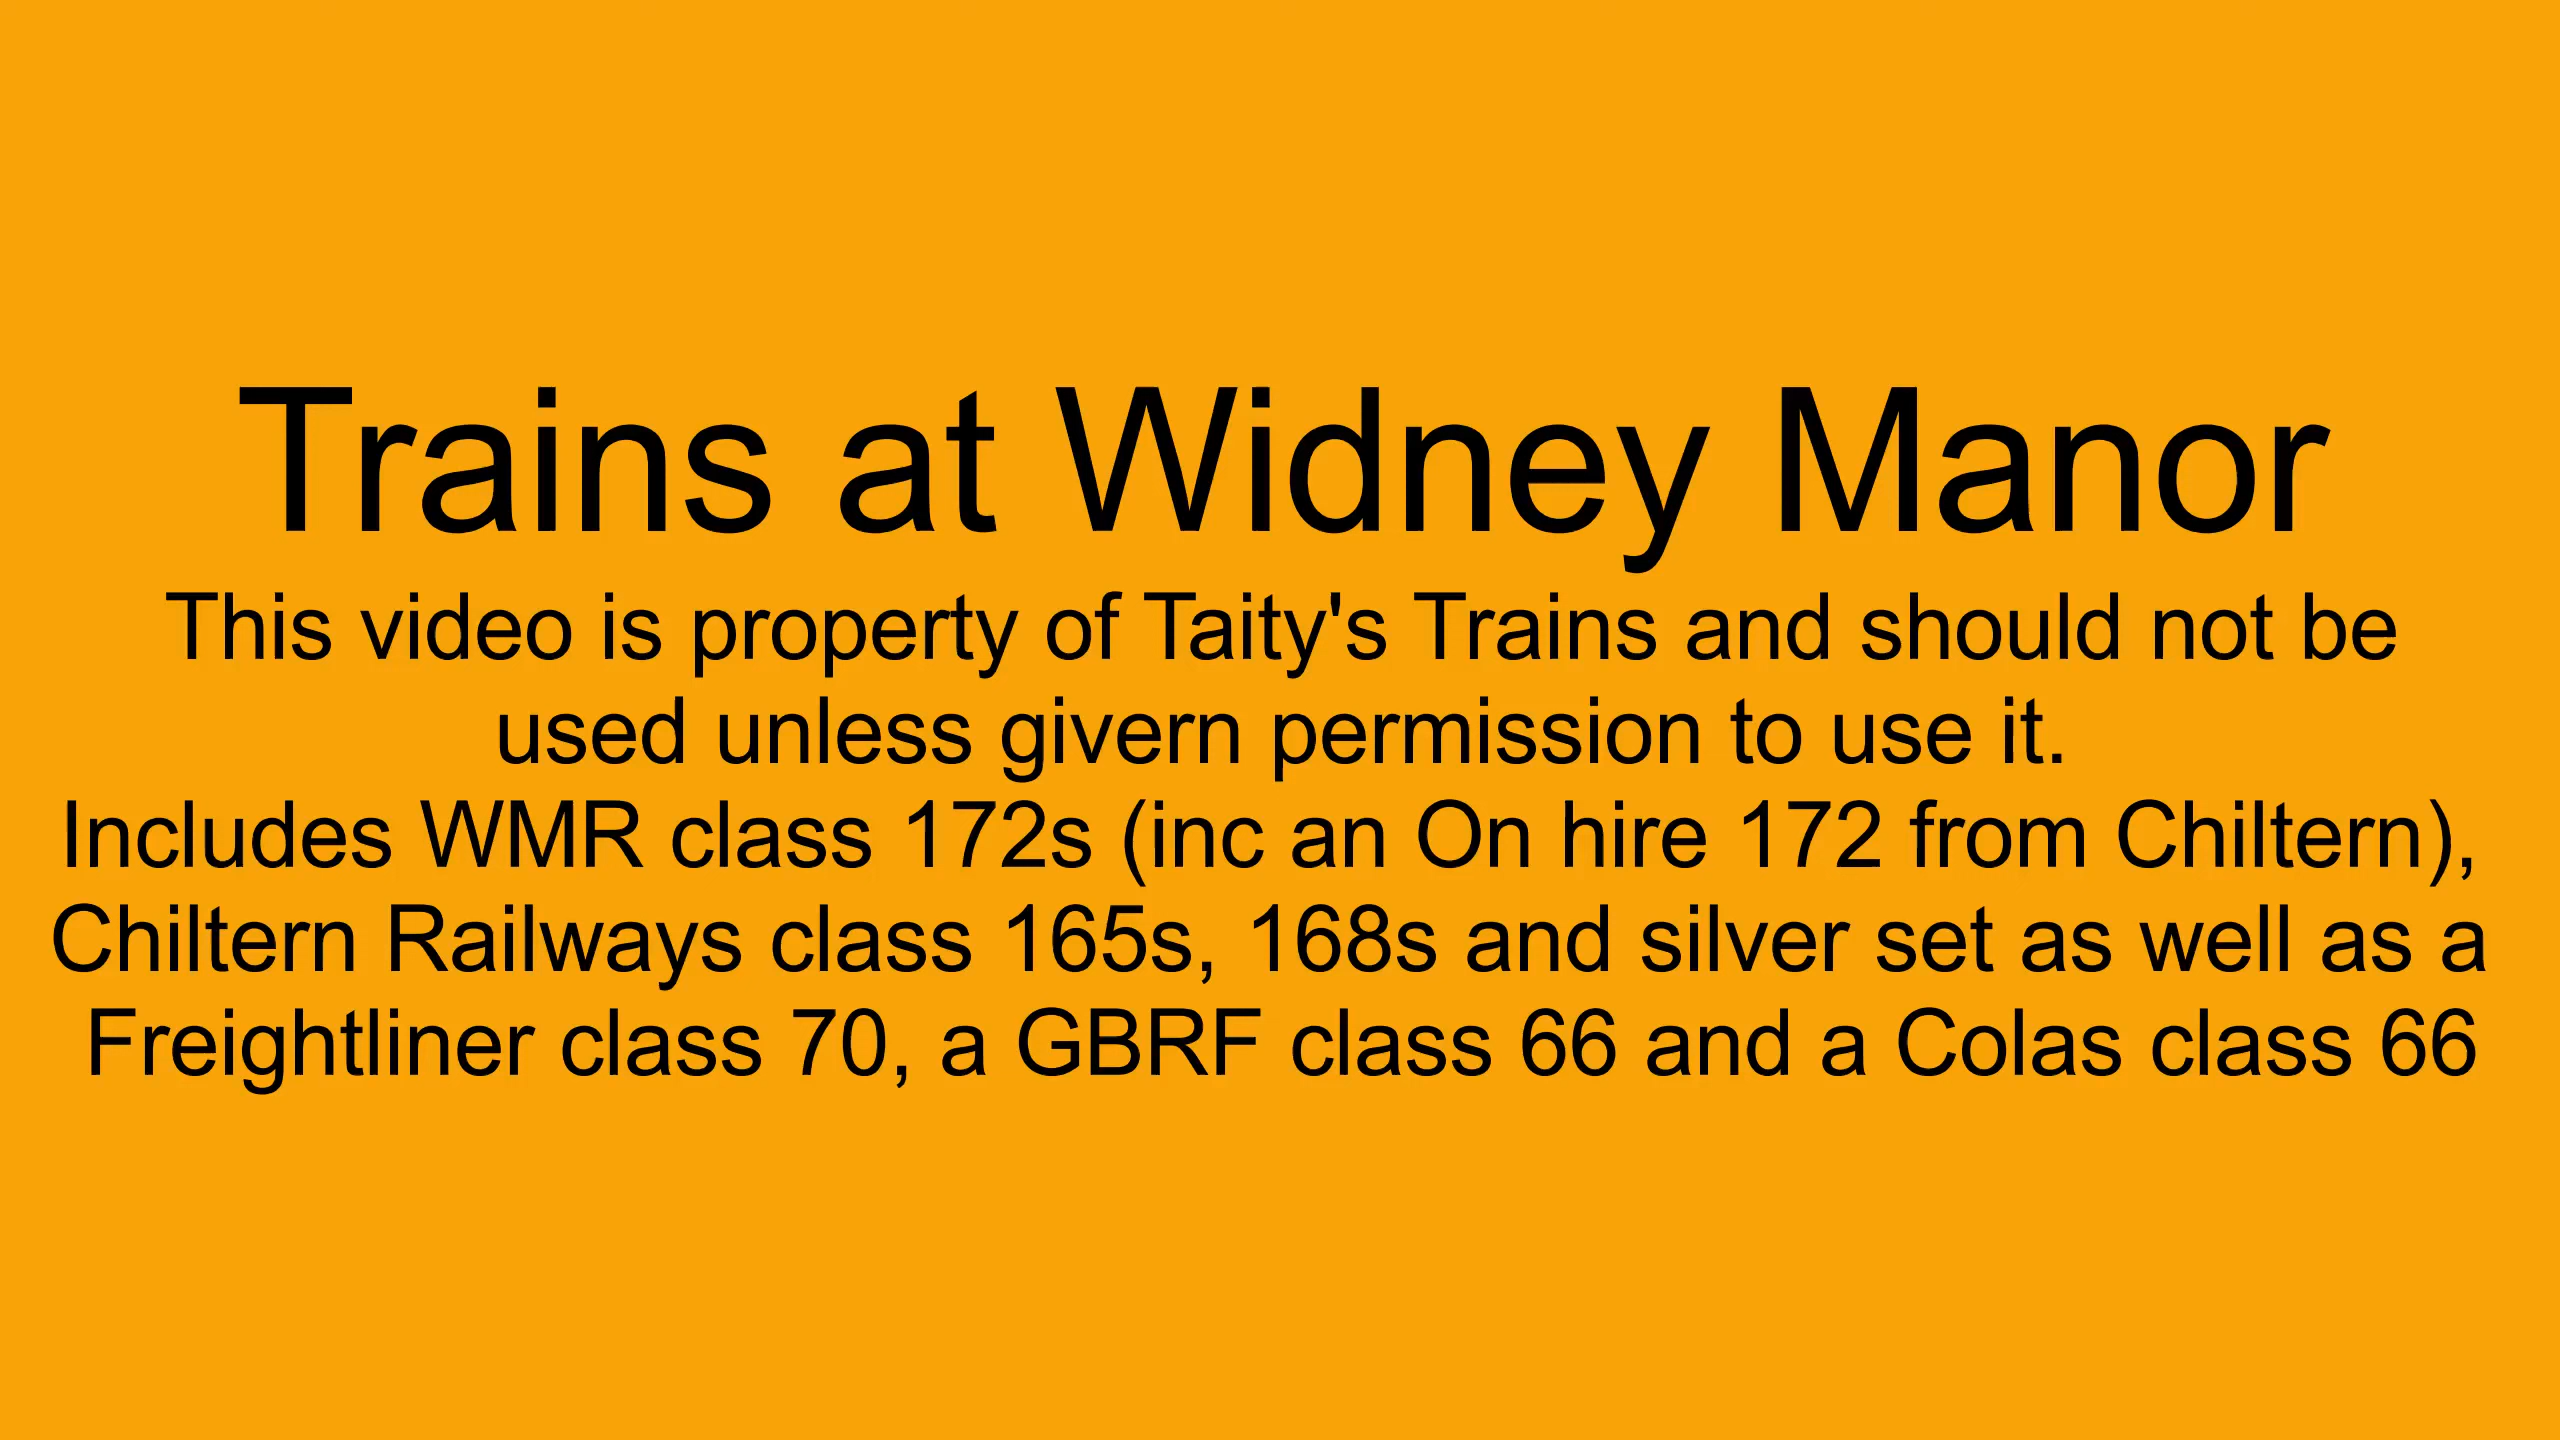 Trains at Widney Manor
This video is property of Taity's Trains and should not be
used unless givern permission to use it.
Includes WMR class 172s (inc an On hire 172 from Chiltern),
Chiltern Railways class 165s, 168s and silver set as well as a
Freightliner class 70, a GBRF class 66 and a Colas class 66